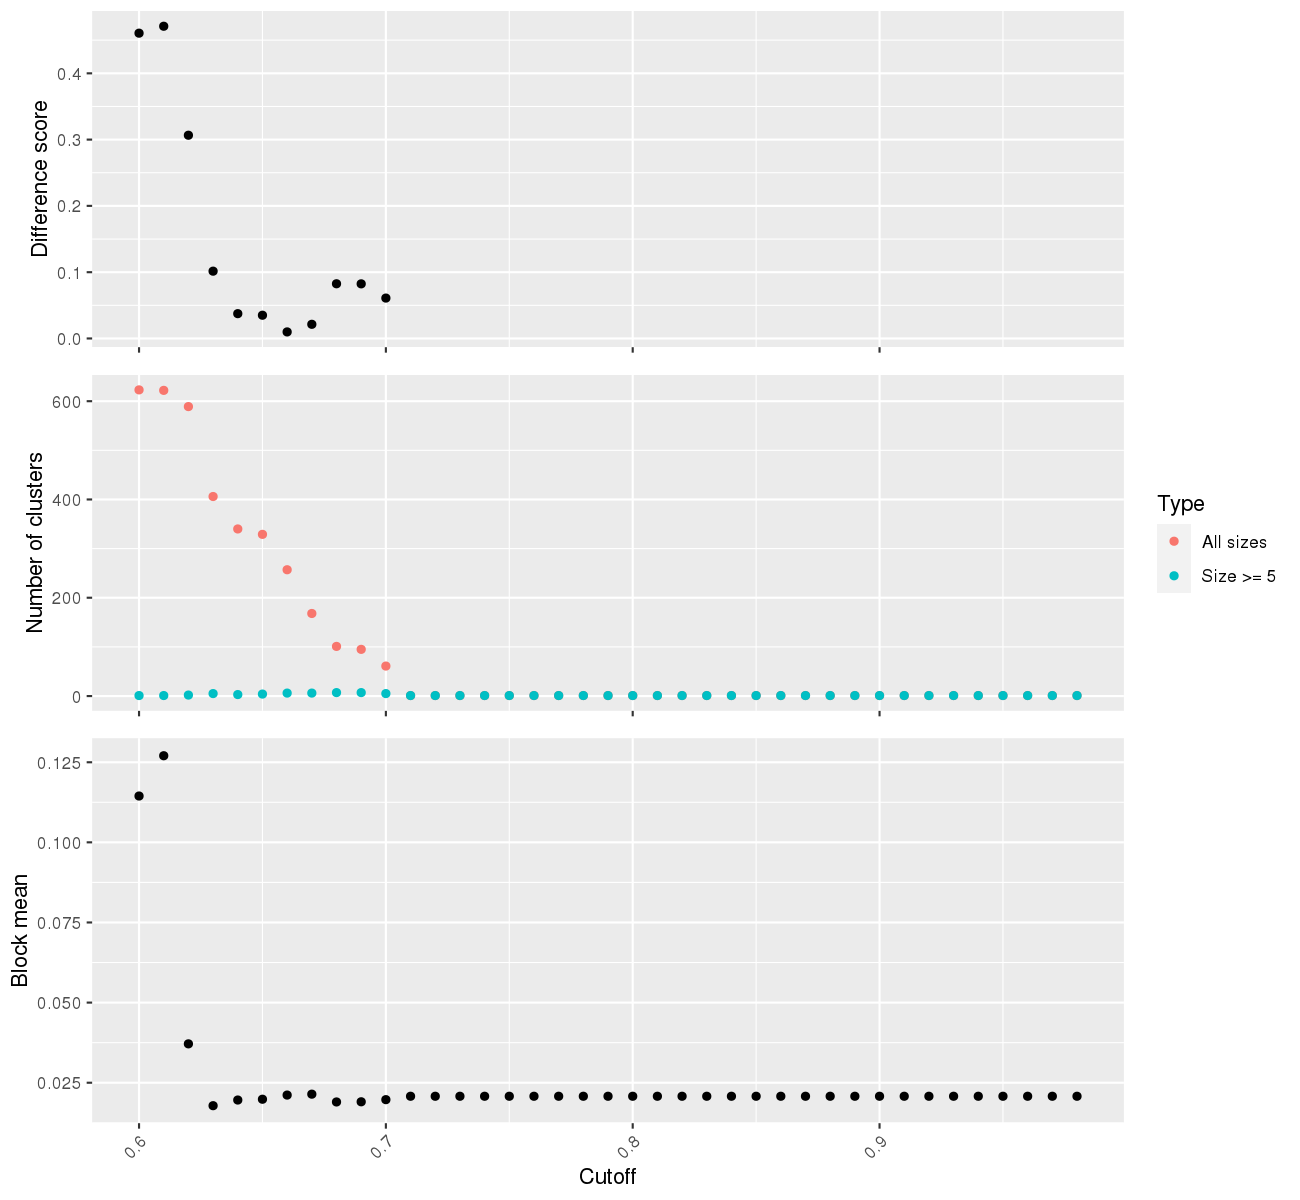 Difference score
0.4
0.3
0.2
0.1
0.0
Number of clusters
600
400
200
0
Type
All sizes
Size >= 5
Block mean
0.125
0.100
0.075
0.050
0.025
0.6
0.7
0.8
0.9
Cutoff